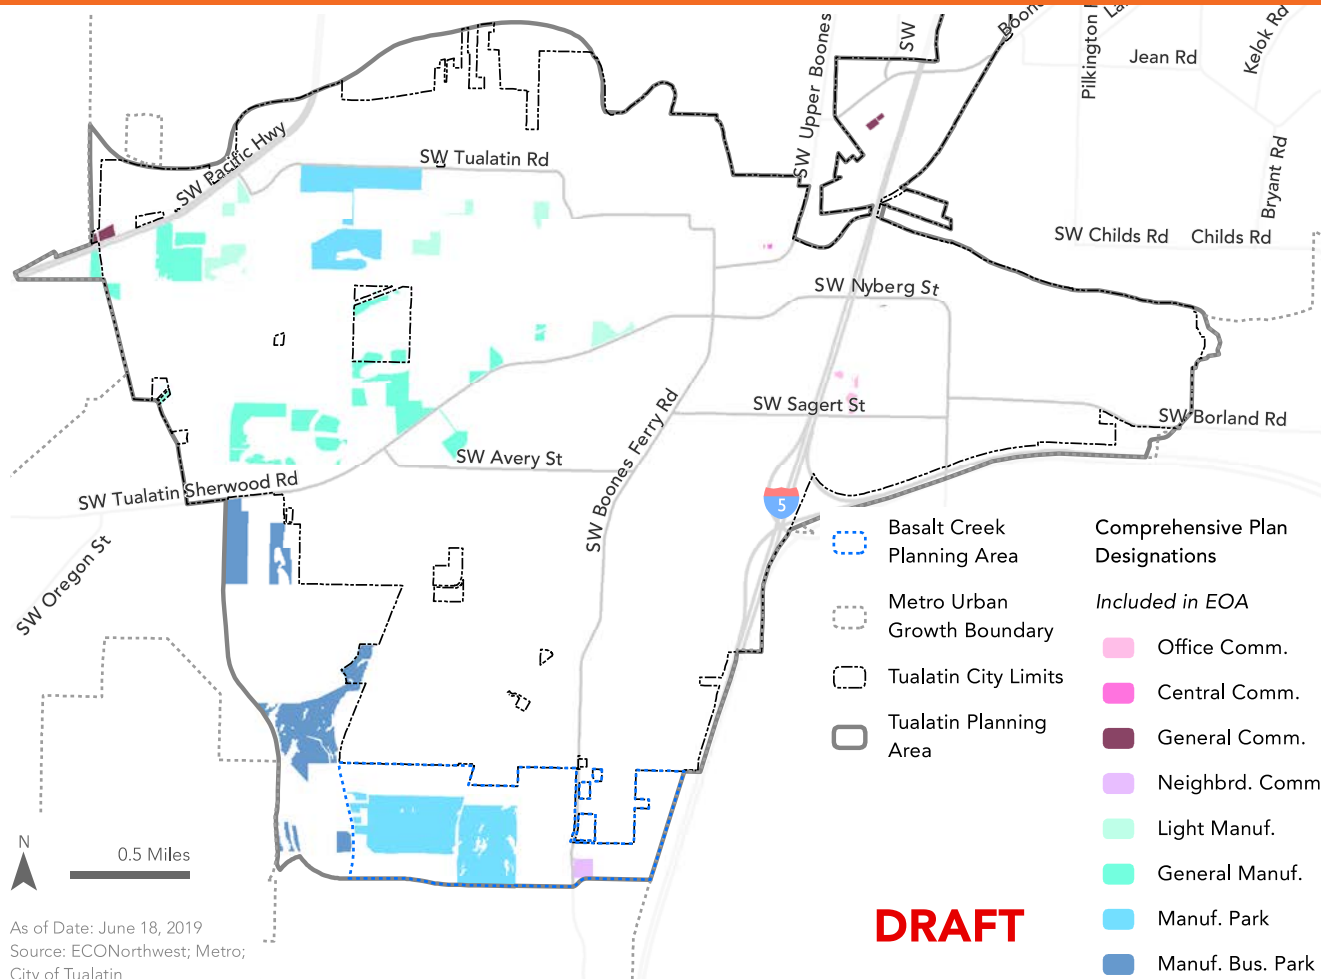 SW Upper Boones
SW
Jean Rd
Kelok Rd
SW Pacific Hwy
SW Tualatin Rd
Bryant Rd
SW Childs Rd
Childs Rd
SW Nyberg St
SW Sagert St
SW Borland Rd
SW Boones Ferry Rd
SW Avery St
SW Tualatin Sherwood Rd
SW Oregon St
5
Basalt Creek
Planning Area
Metro Urban
Growth Boundary
Tualatin City Limits
Tualatin Planning
Area
Comprehensive Plan
Designations
Included in EOA
Office Comm.
Central Comm.
General Comm.
Neighbrd. Comm
Light Manuf.
General Manuf.
Manuf. Park
Manuf. Bus. Park
N
0.5 Miles
As of Date: June 18, 2019
Source: ECONorthwest; Metro;
City of Tualatin
DRAFT